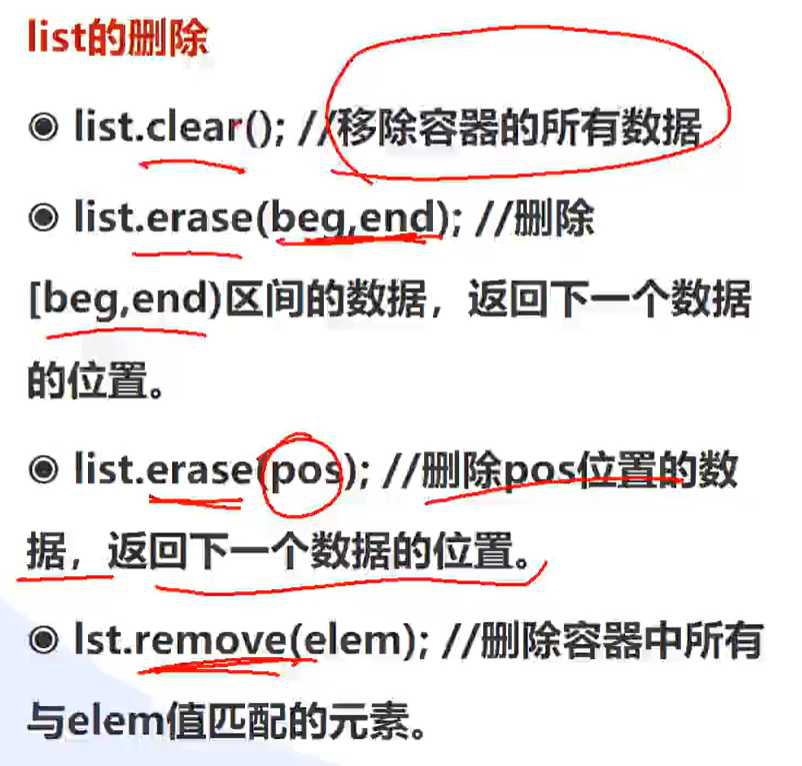 list的删除
◉ list.clear(); //移除容器的所有数据
◉ list.erase(beg,end); //删除
[beg,end)区间的数据，返回下一个数据
的位置。
◉ list.erase(pos); //删除pos位置的数
据，返回下一个数据的位置。
◉ lst.remove(elem); //删除容器中所有
与elem值匹配的元素。